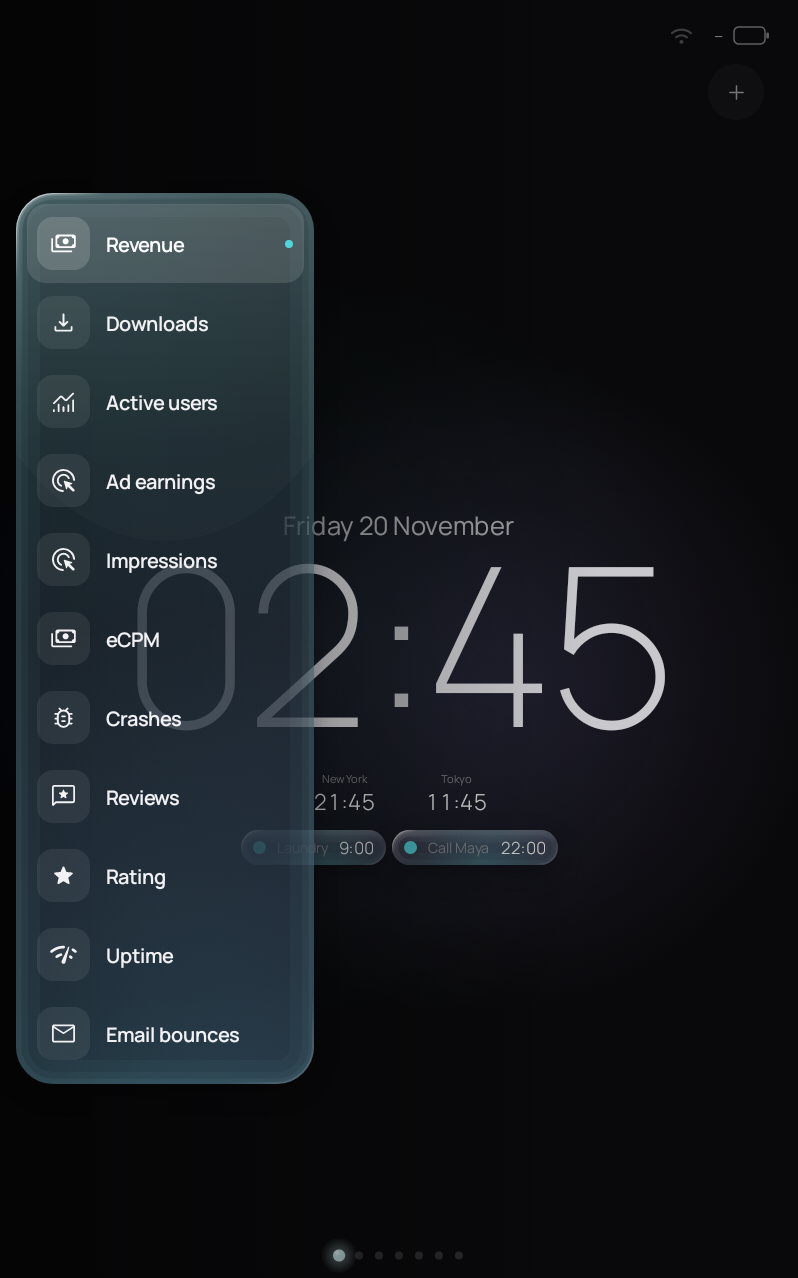 –
+
Revenue
Downloads
Active users
Ad earnings
Friday 20 November
Impressions
02:45
eCPM
Crashes
New York
Tokyo
Reviews
21:45
11:45
Laundry 9:00
Call Maya 22:00
Rating
Uptime
Email bounces